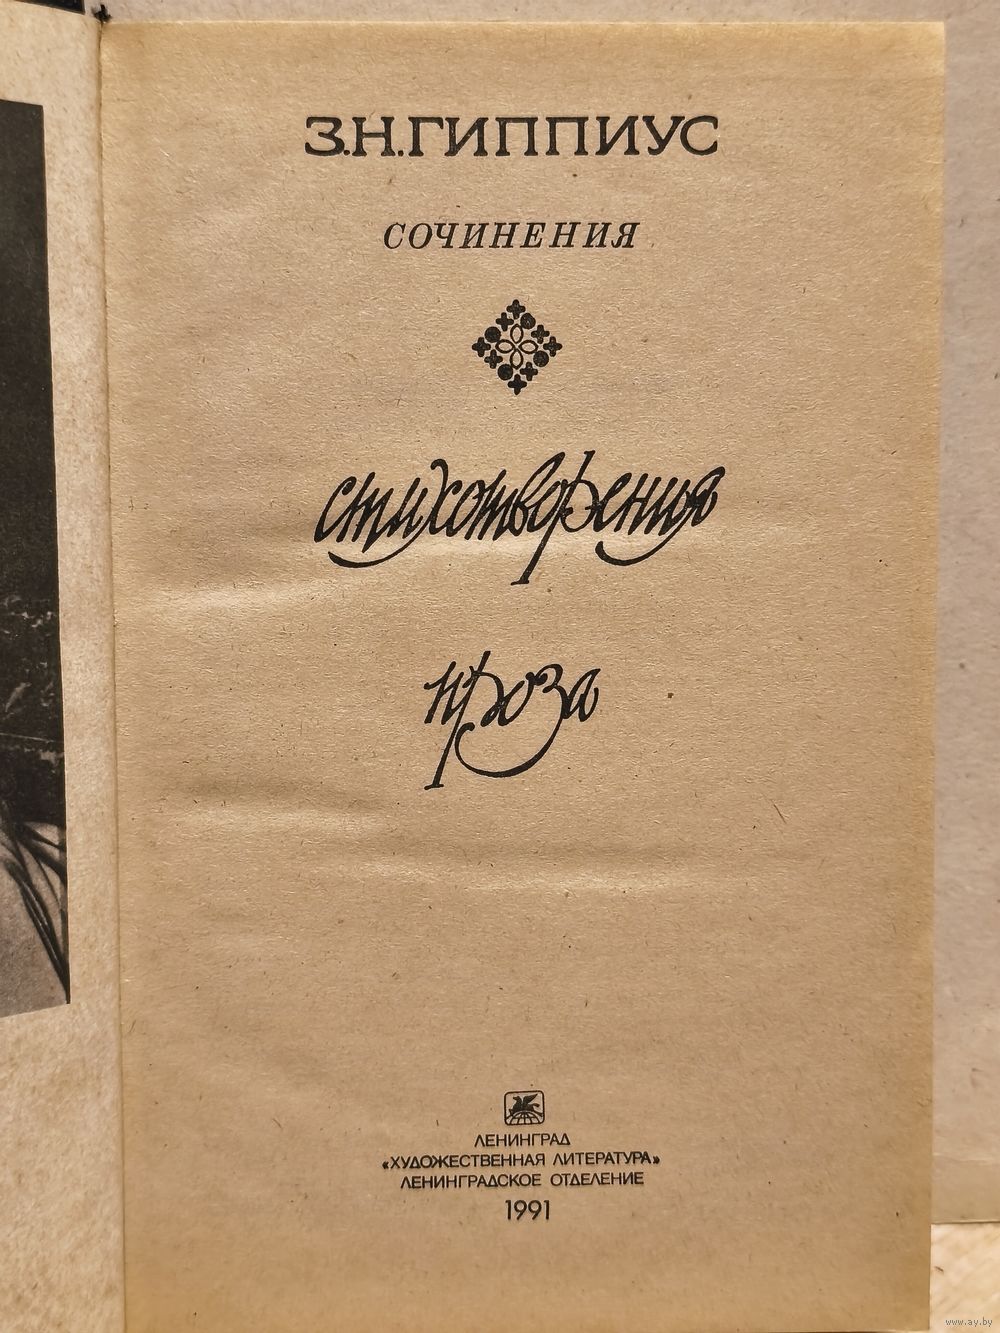 З.Н.ГИППИУС
СОЧИНЕНИЯ
стихотворения
проза
ЛЕНИНГРАД
«ХУДОЖЕСТВЕННАЯ ЛИТЕРАТУРА»
ЛЕНИНГРАДСКОЕ ОТДЕЛЕНИЕ
1991
www.ay.by